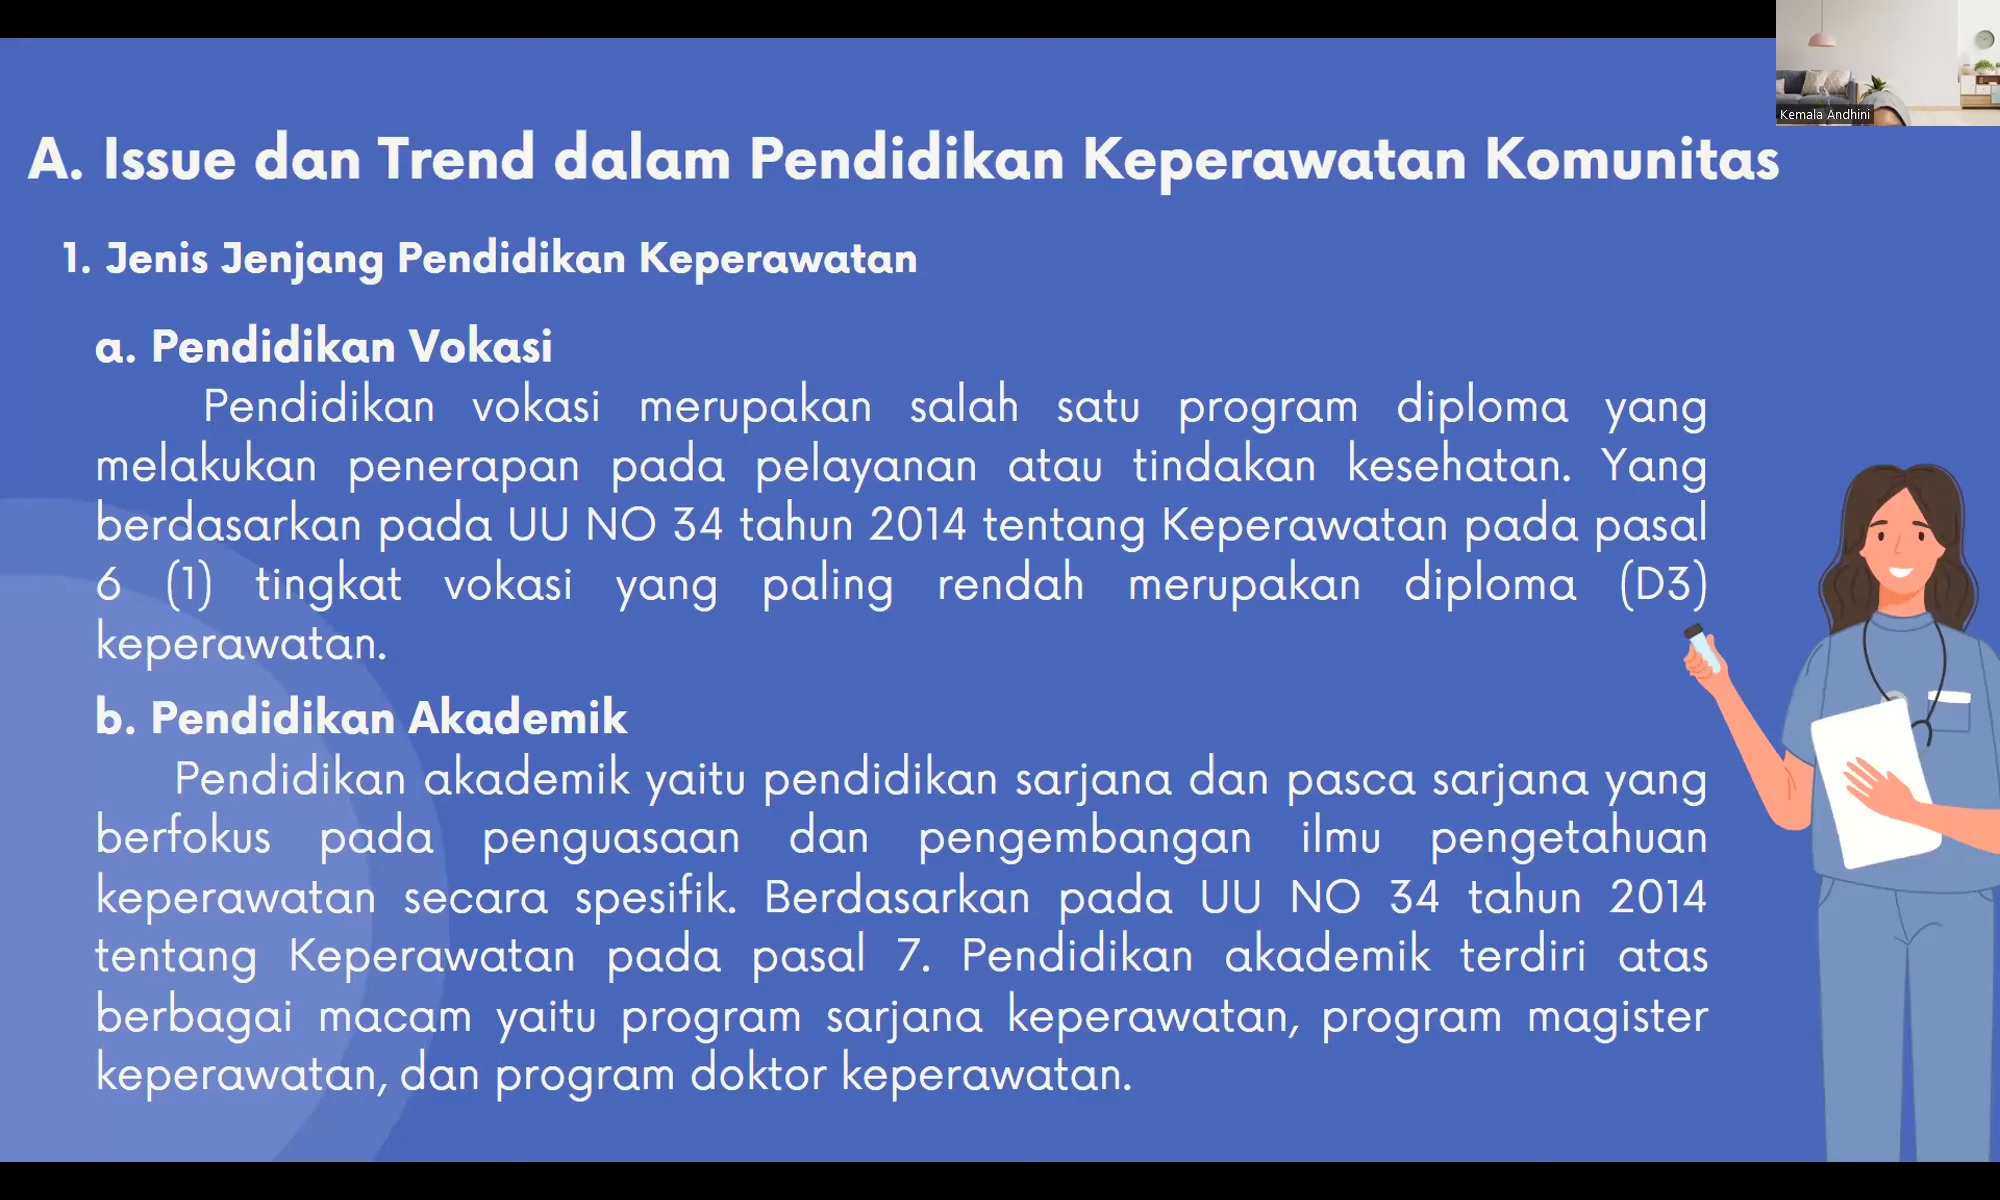 Kemala Andhini
A. Issue dan Trend dalam Pendidikan Keperawatan Komunitas
1. Jenis Jenjang Pendidikan Keperawatan
a. Pendidikan Vokasi
Pendidikan vokasi merupakan salah satu program diploma yang
melakukan penerapan pada pelayanan atau tindakan kesehatan. Yang
berdasarkan pada UU NO 34 tahun 2014 tentang Keperawatan pada pasal
6 (1) tingkat vokasi yang paling rendah merupakan diploma (D3)
keperawatan.
b. Pendidikan Akademik
Pendidikan akademik yaitu pendidikan sarjana dan pasca sarjana yang
berfokus pada penguasaan dan pengembangan ilmu pengetahuan
keperawatan secara spesifik. Berdasarkan pada UU NO 34 tahun 2014
tentang Keperawatan pada pasal 7. Pendidikan akademik terdiri atas
berbagai macam yaitu program sarjana keperawatan, program magister
keperawatan, dan program doktor keperawatan.